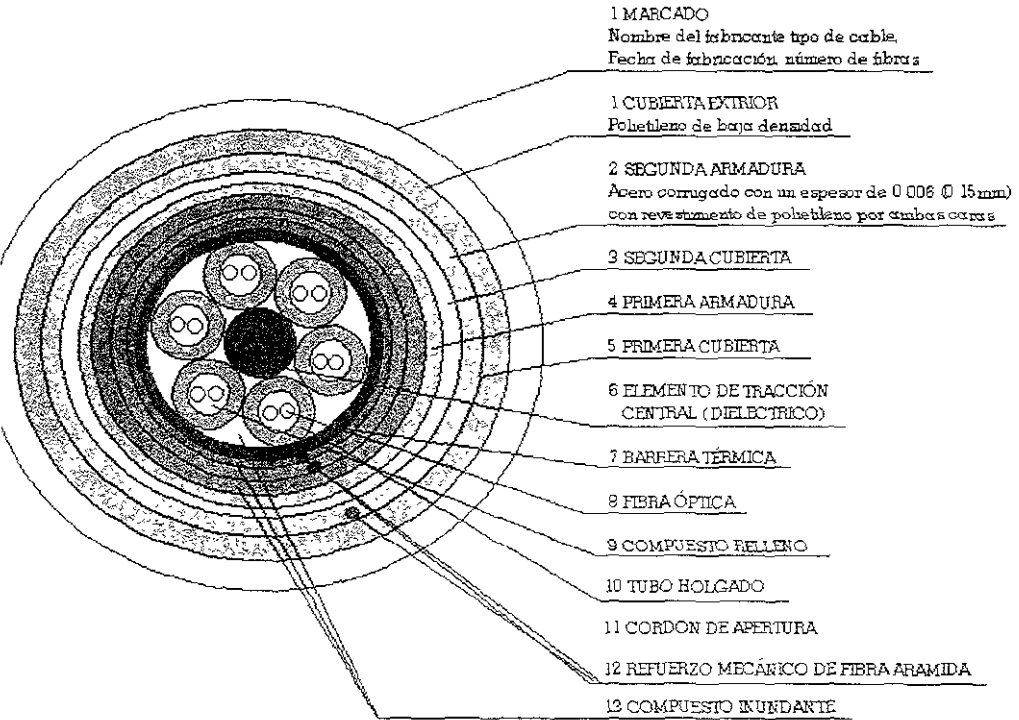 1 MARCADO
Nombre del fabricante tipo de cable,
Fecha de fabricación, número de fibras
1 CUBIERTA EXTRIOR
Polietileno de baja densidad
2 SEGUNDA ARMADURA
Acero corrugado con un espesor de 0 006 (0 15 mm)
con revestimento de polietileno por ambas caras
3 SEGUNDA CUBIERTA
4 PRIMERA ARMADURA
5 PRIMERA CUBIERTA
6 ELEMENTO DE TRACCIÓN
CENTRAL (DIELECTRICO)
7 BARRERA TÉRMICA
8 FIBRA ÓPTICA
9 COMPUESTO RELLENO
10 TUBO HOLGADO
11 CORDON DE APERTURA
12 REFUERZO MECÁNICO DE FIBRA ARAMIDA
13 COMPUESTO INUNDANTE